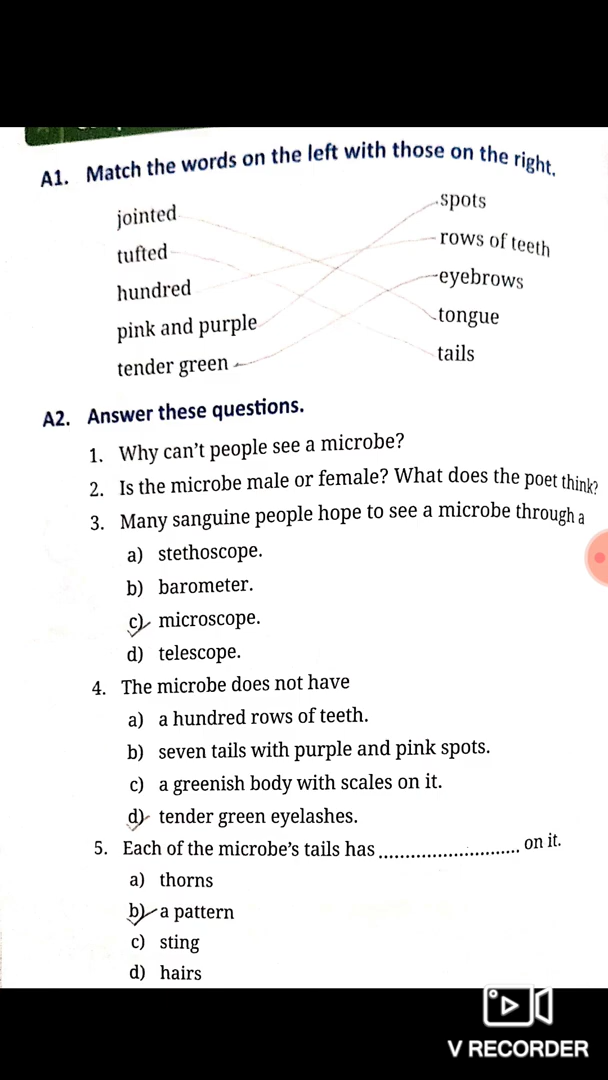 A1. Match the words on the left with those on the right.
jointed
tufted
hundred
pink and purple
tender green
spots
rows of teeth
eyebrows
tongue
tails
A2. Answer these questions.
1. Why can't people see a microbe?
2. Is the microbe male or female? What does the poet think?
3. Many sanguine people hope to see a microbe through a
a) stethoscope.
b) barometer.
c) microscope.
d) telescope.
4. The microbe does not have
a) a hundred rows of teeth.
b) seven tails with purple and pink spots.
c) a greenish body with scales on it.
d) tender green eyelashes.
5. Each of the microbe's tails has .......................... on it.
a) thorns
b) a pattern
c) sting
d) hairs
V RECORDER